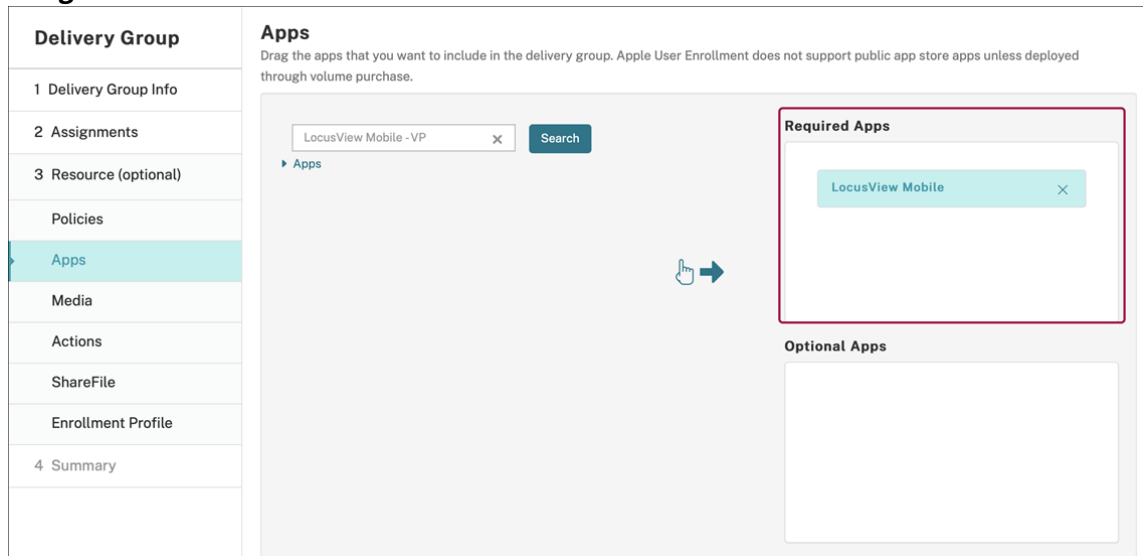 Delivery Group
1 Delivery Group Info
2 Assignments
3 Resource (optional)
Policies
Apps
Media
Actions
ShareFile
Enrollment Profile
4 Summary
Apps
Drag the apps that you want to include in the delivery group. Apple User Enrollment does not support public app store apps unless deployed
through volume purchase.
LocusView Mobile - VP
Search
Apps
Required Apps
LocusView Mobile
Optional Apps